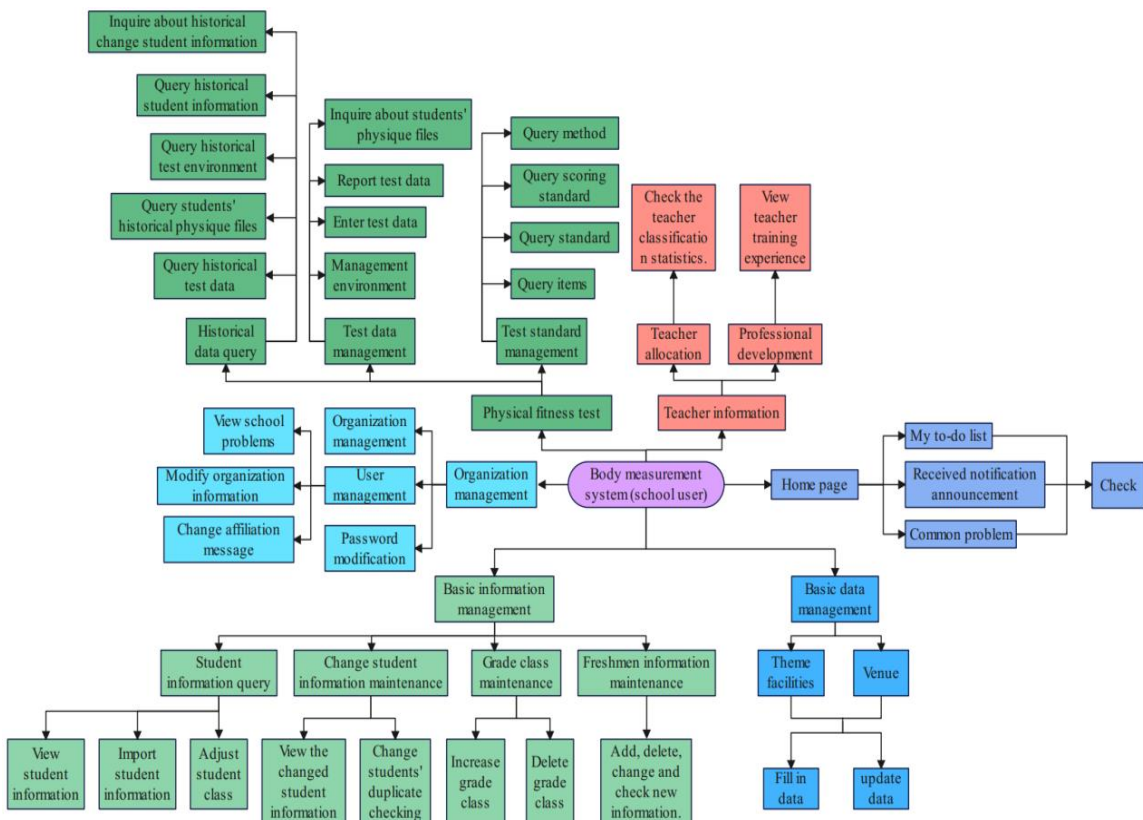 Inquire about historical
change student information
Query historical
student information
Query historical
test environment
Query students'
historical physique files
Query historical
test data
Historical
data query
Inquire about students'
physique files
Report test data
Enter test data
Management
environment
Test data
management
Query method
Query scoring
standard
Query standard
Query items
Test standard
management
Check the
teacher
classificatio
n statistics.
View
teacher
training
experience
Teacher
allocation
Professional
development
Physical fitness test
Teacher information
View school
problems
Modify organization
information
Change affiliation
message
Organization
management
User
management
Password
modification
Organization
management
Body measurement
system (school user)
Home page
My to-do list
Received notification
announcement
Common problem
Check
Basic information
management
Basic data
management
Student
information query
Change student
information maintenance
Grade class
maintenance
Freshmen information
maintenance
Theme
facilities
Venue
View
student
information
Import
student
information
Adjust
student
class
View the
changed
student
information
Change
students'
duplicate
checking
Increase
grade class
Delete
grade class
Add, delete,
change and
check new
information.
Fill in
data
update
data